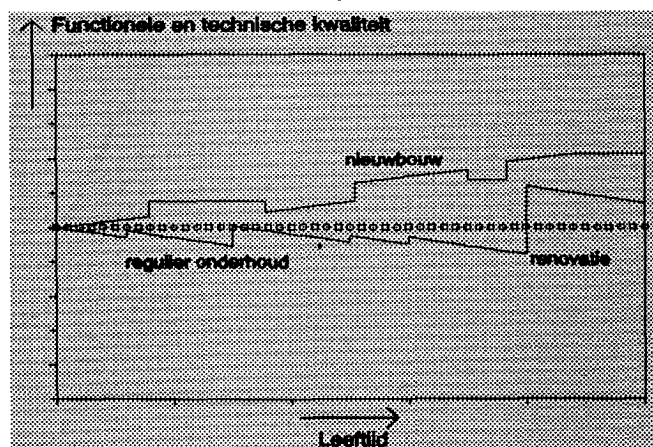 Functionele en technische kwaliteit
nieuwbouw
regulier onderhoud
renovatie
Leeftijd